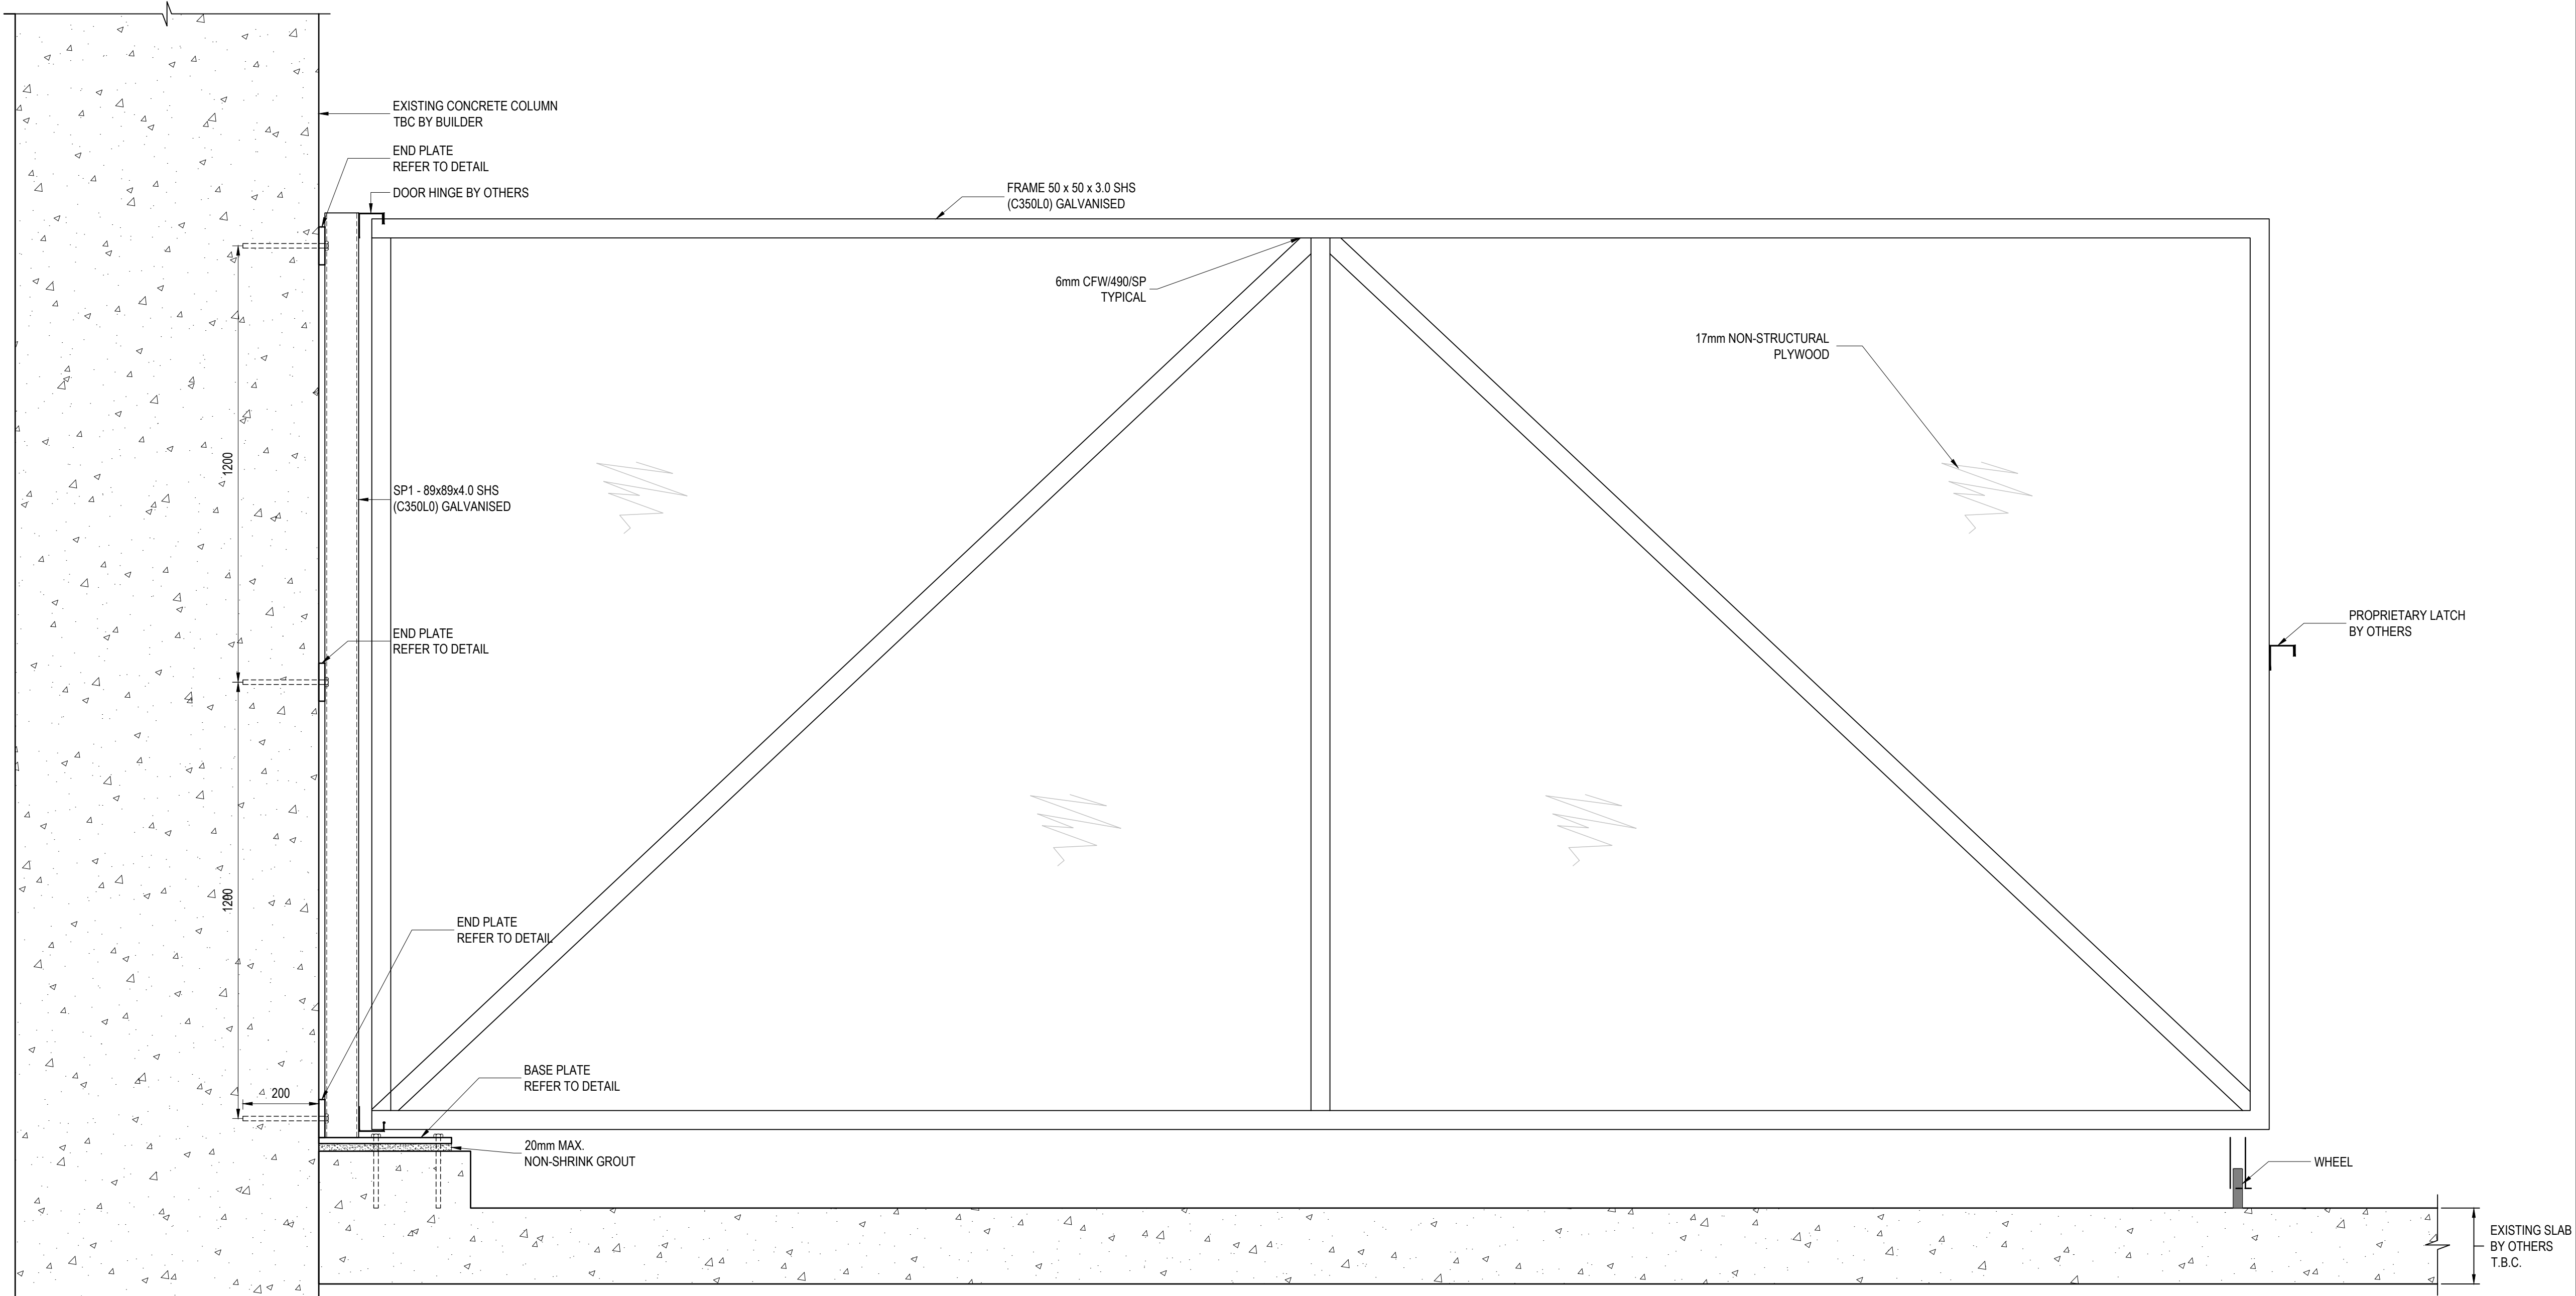 EXISTING CONCRETE COLUMN
TBC BY BUILDER
END PLATE
REFER TO DETAIL
DOOR HINGE BY OTHERS
FRAME 50 x 50 x 3.0 SHS
(C350L0) GALVANISED
6mm CFW/490/SP
TYPICAL
17mm NON-STRUCTURAL
PLYWOOD
1200
SP1 - 89x89x4.0 SHS
(C350L0) GALVANISED
END PLATE
REFER TO DETAIL
PROPRIETARY LATCH
BY OTHERS
1200
END PLATE
REFER TO DETAIL
200
BASE PLATE
REFER TO DETAIL
20mm MAX.
NON-SHRINK GROUT
WHEEL
EXISTING SLAB
BY OTHERS
T.B.C.